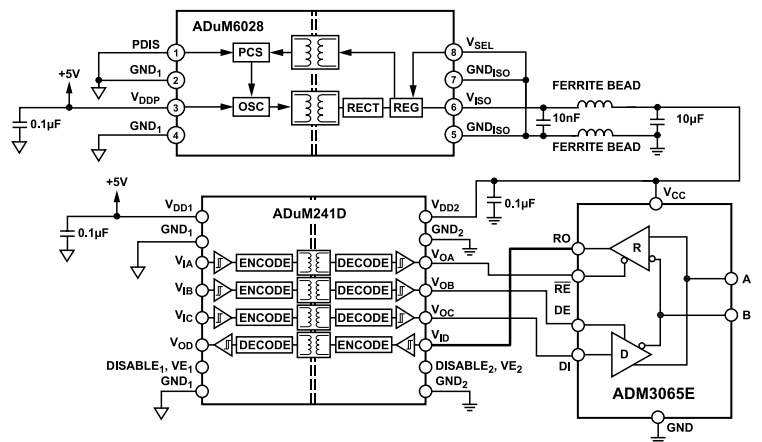 ADuM6028
PDIS
1
GND1
2
+5V
VDDP
3
0.1µF
GND1
4
PCS
OSC
RECT
REG
8
VSEL
7
GNDISO
6
VISO
5
GNDISO
FERRITE BEAD
10nF
10µF
FERRITE BEAD
+5V
VDD1
0.1µF
GND1
VIA
VIB
VIC
VOD
DISABLE1, VE1
GND1
ADuM241D
ENCODE
DECODE
ENCODE
DECODE
ENCODE
DECODE
DECODE
ENCODE
VDD2
0.1µF
GND2
VOA
VOB
VOC
VID
DISABLE2, VE2
GND2
VCC
RO
R
RE
DE
D
DI
A
B
ADM3065E
GND